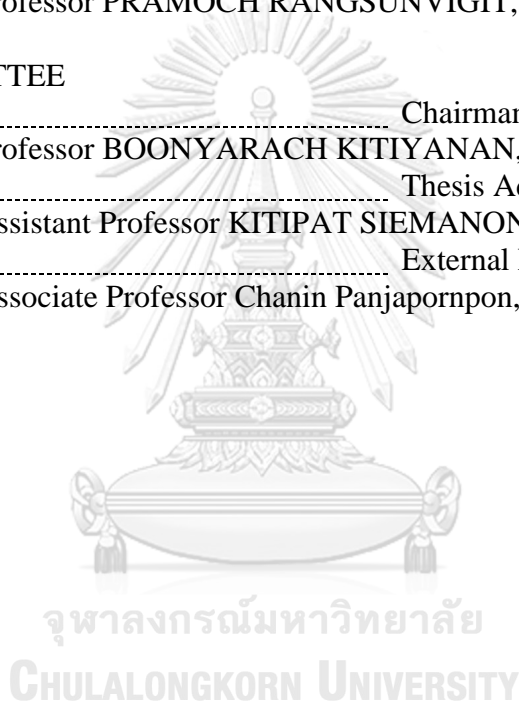 rofessor PRAMOCH RANGSUNVIGIT,
TTEE
Chairman
rofessor BOONYARACH KITIYANAN,
Thesis Ad
ssistant Professor KITIPAT SIEMANON
External
ssociate Professor Chanin Panjapornpon,
จุฬาลงกรณ์มหาวิทยาลัย
CHULALONGKORN UNIVERSITY